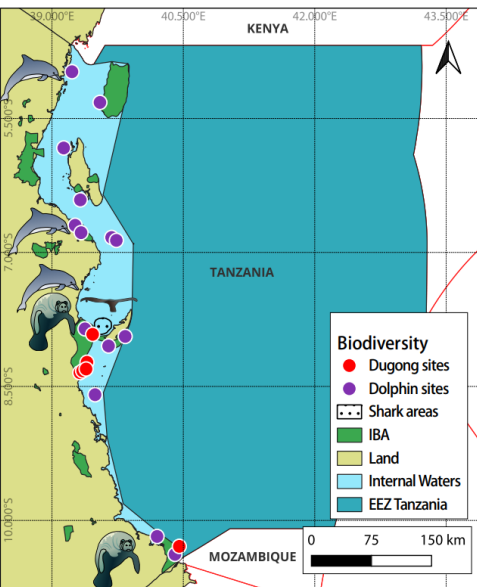 39.000°E 40.500°E 42.000°E 43.500°E
KENYA
5.500°S
7.000°S
TANZANIA
Biodiversity
Dugong sites
Dolphin sites
Shark areas
IBA
Land
Internal Waters
EEZ Tanzania
8.500°S
10.000°S
0 75 150 km
MOZAMBIQUE